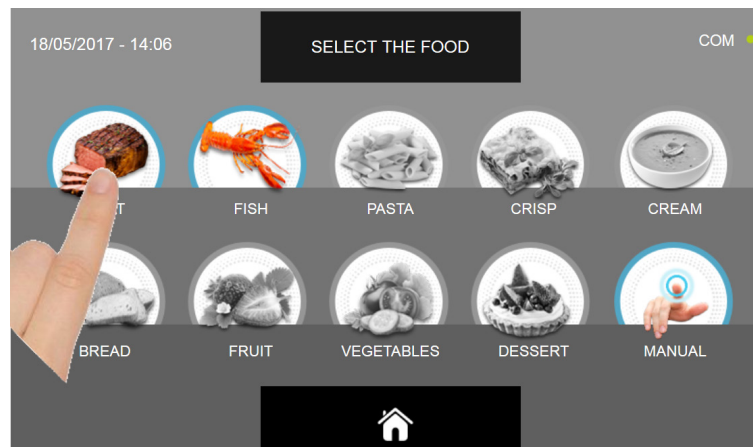 18/05/2017 - 14:06
SELECT THE FOOD
COM
FISH
PASTA
CRISP
CREAM
BREAD
FRUIT
VEGETABLES
DESSERT
MANUAL